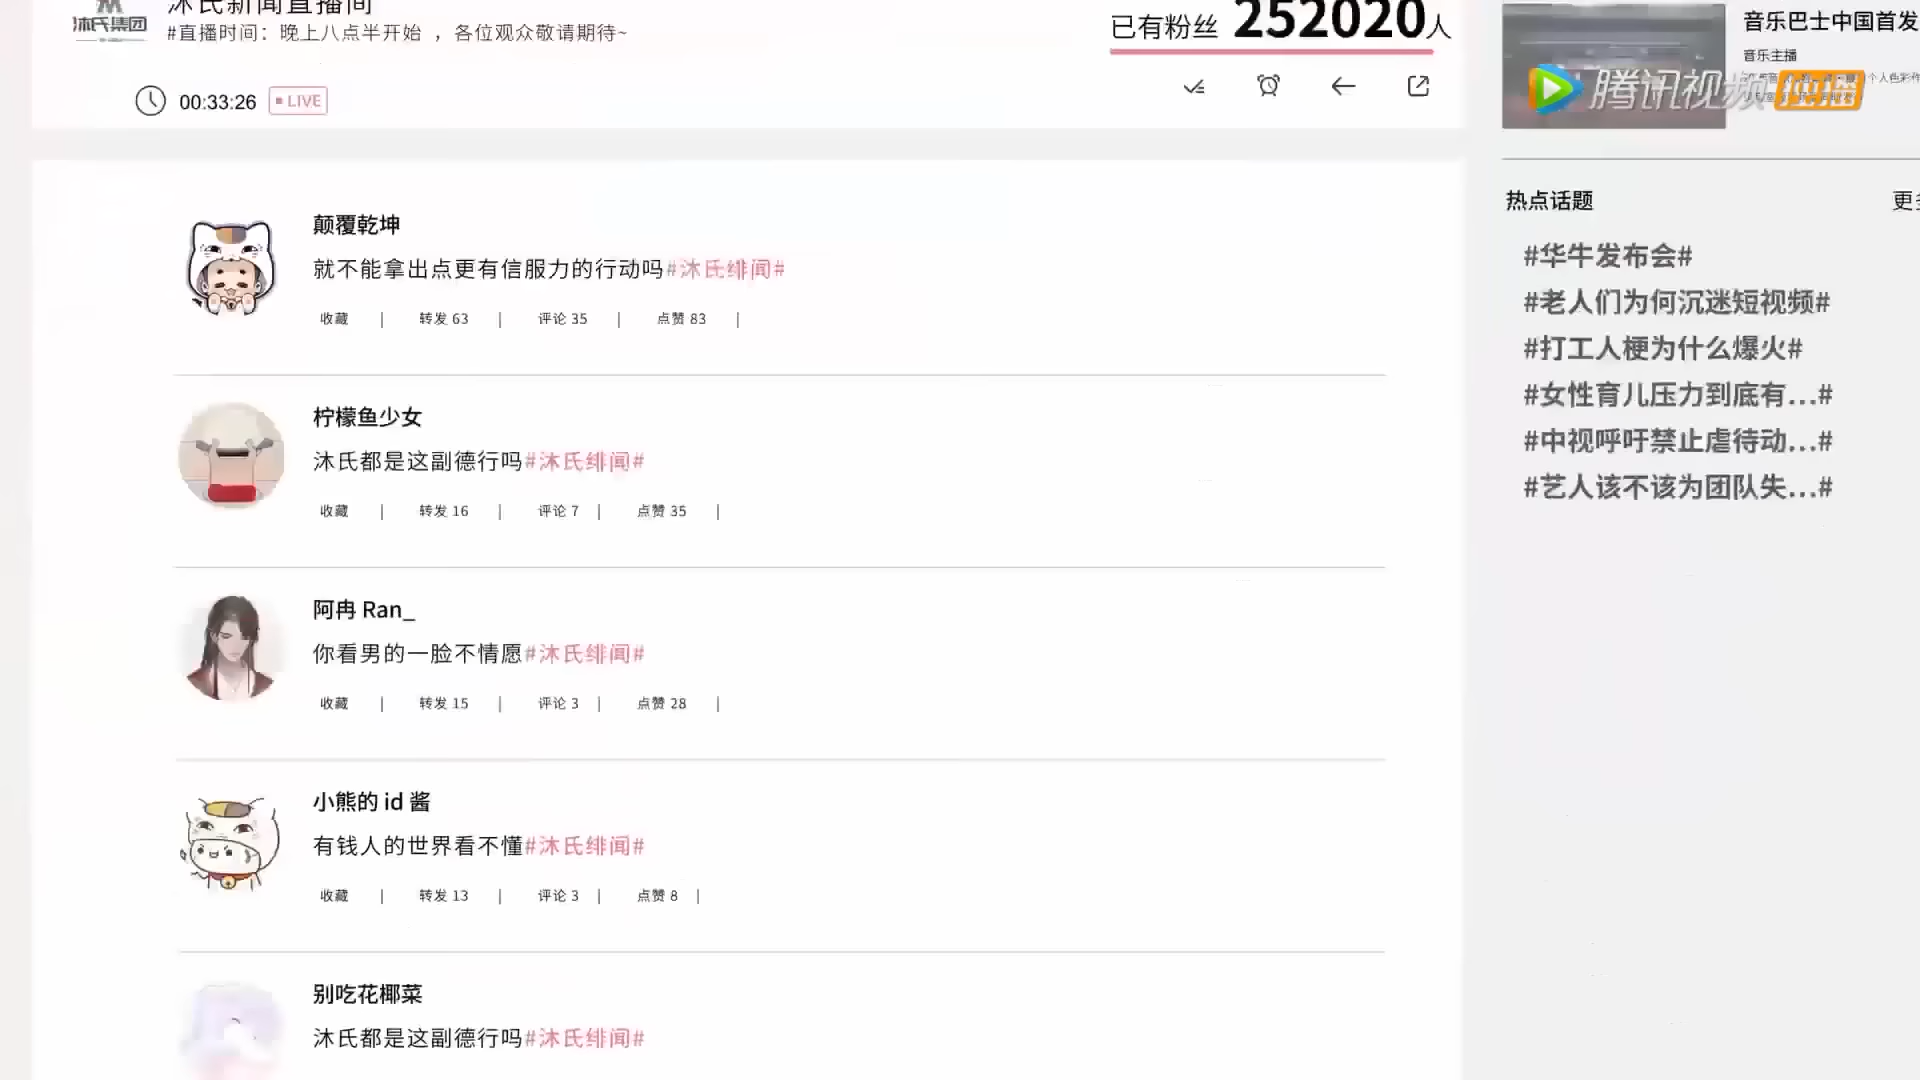 沐氏新闻直播间
沐氏集团
#直播时间：晚上八点半开始 ，各位观众敬请期待~
已有粉丝 252020人
00:33:26 LIVE
音乐巴士中国首发
音乐主播
腾讯视频 独播
颠覆乾坤
就不能拿出点更有信服力的行动吗#沐氏绯闻#
收藏 | 转发 63 | 评论 35 | 点赞 83 |
柠檬鱼少女
沐氏都是这副德行吗#沐氏绯闻#
收藏 | 转发 16 | 评论 7 | 点赞 35 |
阿冉 Ran_
你看男的一脸不情愿#沐氏绯闻#
收藏 | 转发 15 | 评论 3 | 点赞 28 |
小熊的 id 酱
有钱人的世界看不懂#沐氏绯闻#
收藏 | 转发 13 | 评论 3 | 点赞 8 |
别吃花椰菜
沐氏都是这副德行吗#沐氏绯闻#
热点话题
更多
#华牛发布会#
#老人们为何沉迷短视频#
#打工人梗为什么爆火#
#女性育儿压力到底有...#
#中视呼吁禁止虐待动...#
#艺人该不该为团队失...#